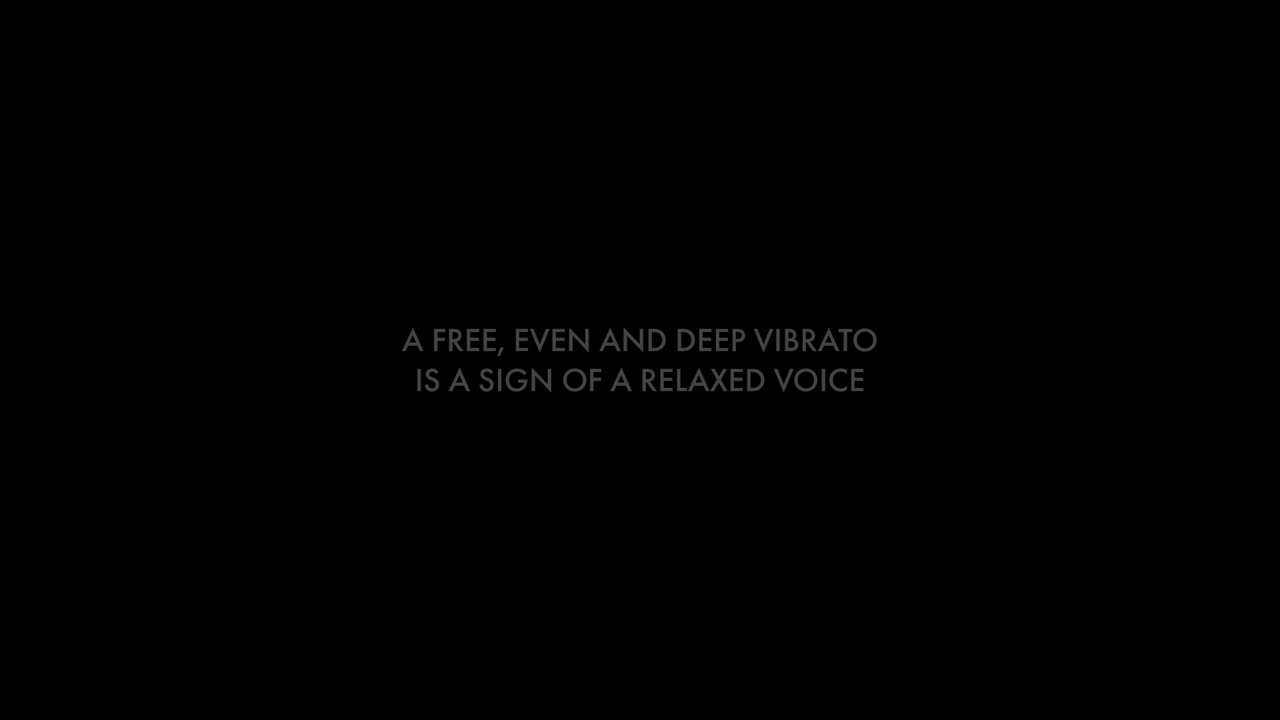 A FREE, EVEN AND DEEP VIBRATO
IS A SIGN OF A RELAXED VOICE